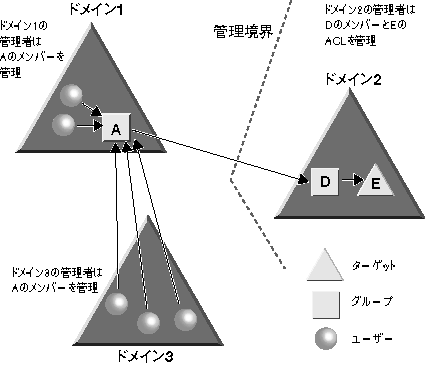 ドメイン1
ドメイン1の
管理者は
Aのメンバーを
管理
A
管理境界
ドメイン2の管理者は
DのメンバーとEの
ACLを管理
ドメイン2
D
E
ドメイン3の管理者は
Aのメンバーを管理
ドメイン3
ターゲット
グループ
ユーザー